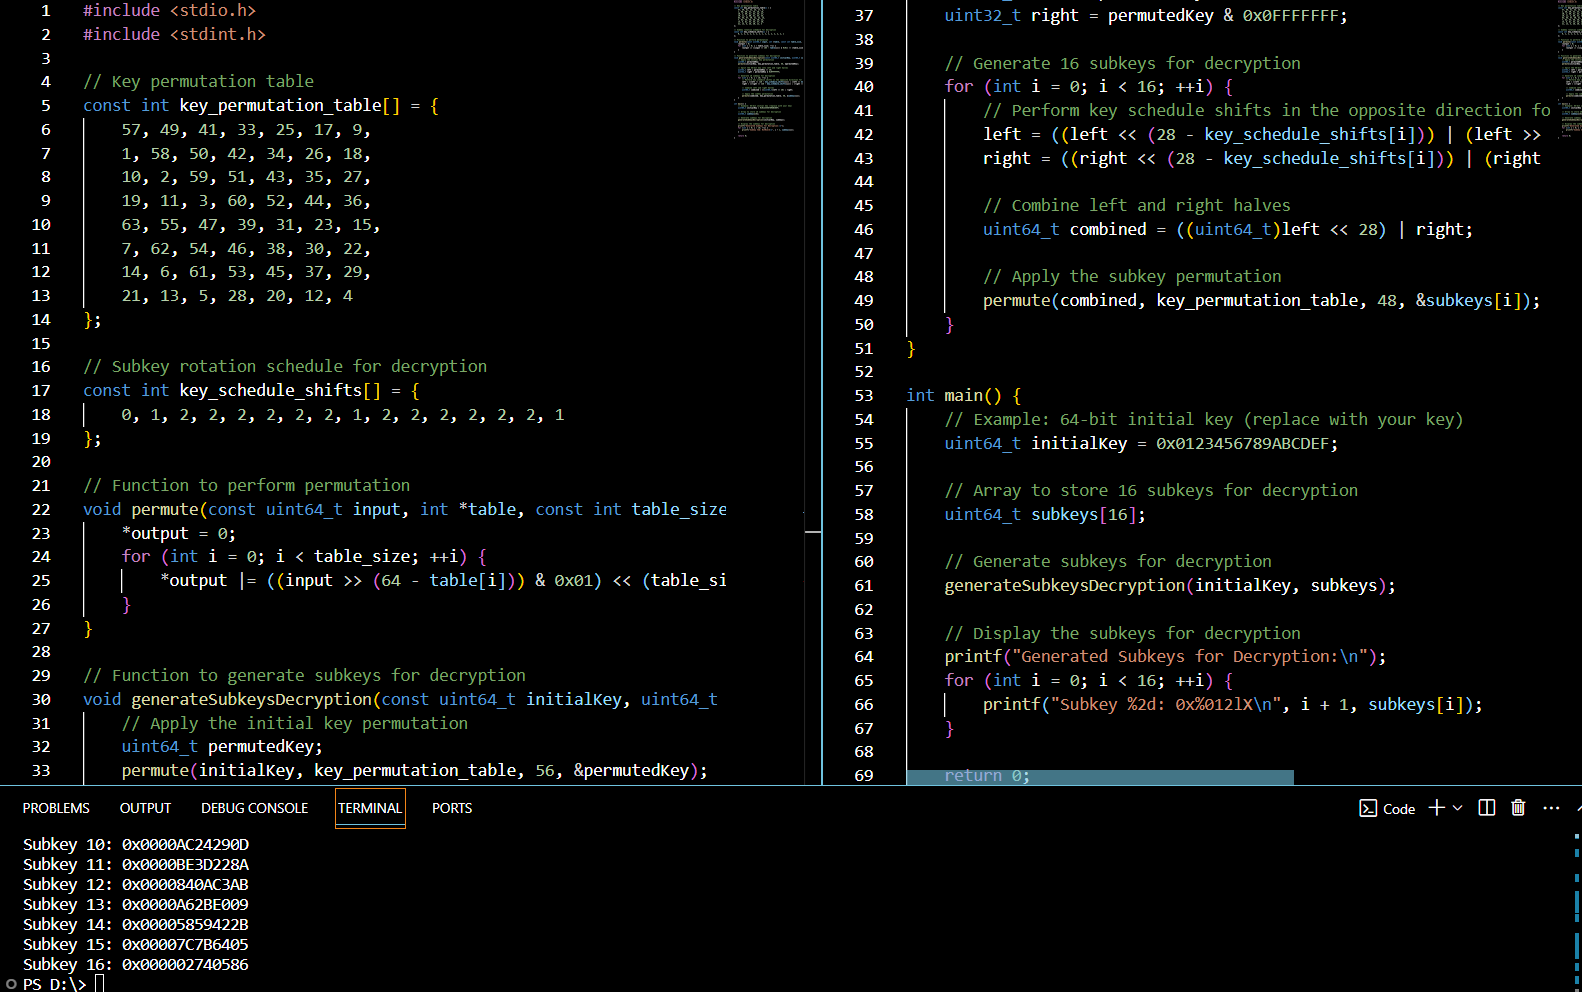 1 #include <stdio.h>
2 #include <stdint.h>
3
4 // Key permutation table
5 const int key_permutation_table[] = {
6 57, 49, 41, 33, 25, 17, 9,
7 1, 58, 50, 42, 34, 26, 18,
8 10, 2, 59, 51, 43, 35, 27,
9 19, 11, 3, 60, 52, 44, 36,
10 63, 55, 47, 39, 31, 23, 15,
11 7, 62, 54, 46, 38, 30, 22,
12 14, 6, 61, 53, 45, 37, 29,
13 21, 13, 5, 28, 20, 12, 4
14 };
15
16 // Subkey rotation schedule for decryption
17 const int key_schedule_shifts[] = {
18 0, 1, 2, 2, 2, 2, 2, 2, 1, 2, 2, 2, 2, 2, 2, 1
19 };
20
21 // Function to perform permutation
22 void permute(const uint64_t input, int *table, const int table_size
23 *output = 0;
24 for (int i = 0; i < table_size; ++i) {
25 *output |= ((input >> (64 - table[i])) & 0x01) << (table_si
26 }
27 }
28
29 // Function to generate subkeys for decryption
30 void generateSubkeysDecryption(const uint64_t initialKey, uint64_t
31 // Apply the initial key permutation
32 uint64_t permutedKey;
33 permute(initialKey, key_permutation_table, 56, &permutedKey);
37 uint32_t right = permutedKey & 0x0FFFFFFF;
38
39 // Generate 16 subkeys for decryption
40 for (int i = 0; i < 16; ++i) {
41 // Perform key schedule shifts in the opposite direction fo
42 left = ((left << (28 - key_schedule_shifts[i])) | (left >>
43 right = ((right << (28 - key_schedule_shifts[i])) | (right
44
45 // Combine left and right halves
46 uint64_t combined = ((uint64_t)left << 28) | right;
47
48 // Apply the subkey permutation
49 permute(combined, key_permutation_table, 48, &subkeys[i]);
50 }
51 }
52
53 int main() {
54 // Example: 64-bit initial key (replace with your key)
55 uint64_t initialKey = 0x0123456789ABCDEF;
56
57 // Array to store 16 subkeys for decryption
58 uint64_t subkeys[16];
59
60 // Generate subkeys for decryption
61 generateSubkeysDecryption(initialKey, subkeys);
62
63 // Display the subkeys for decryption
64 printf("Generated Subkeys for Decryption:\n");
65 for (int i = 0; i < 16; ++i) {
66 printf("Subkey %2d: 0x%012lX\n", i + 1, subkeys[i]);
67 }
68
69 return 0;
PROBLEMS OUTPUT DEBUG CONSOLE TERMINAL PORTS Code
Subkey 10: 0x0000AC24290D
Subkey 11: 0x0000BE3D228A
Subkey 12: 0x0000840AC3AB
Subkey 13: 0x0000A62BE009
Subkey 14: 0x00005859422B
Subkey 15: 0x00007C7B6405
Subkey 16: 0x000002740586
PS D:\>